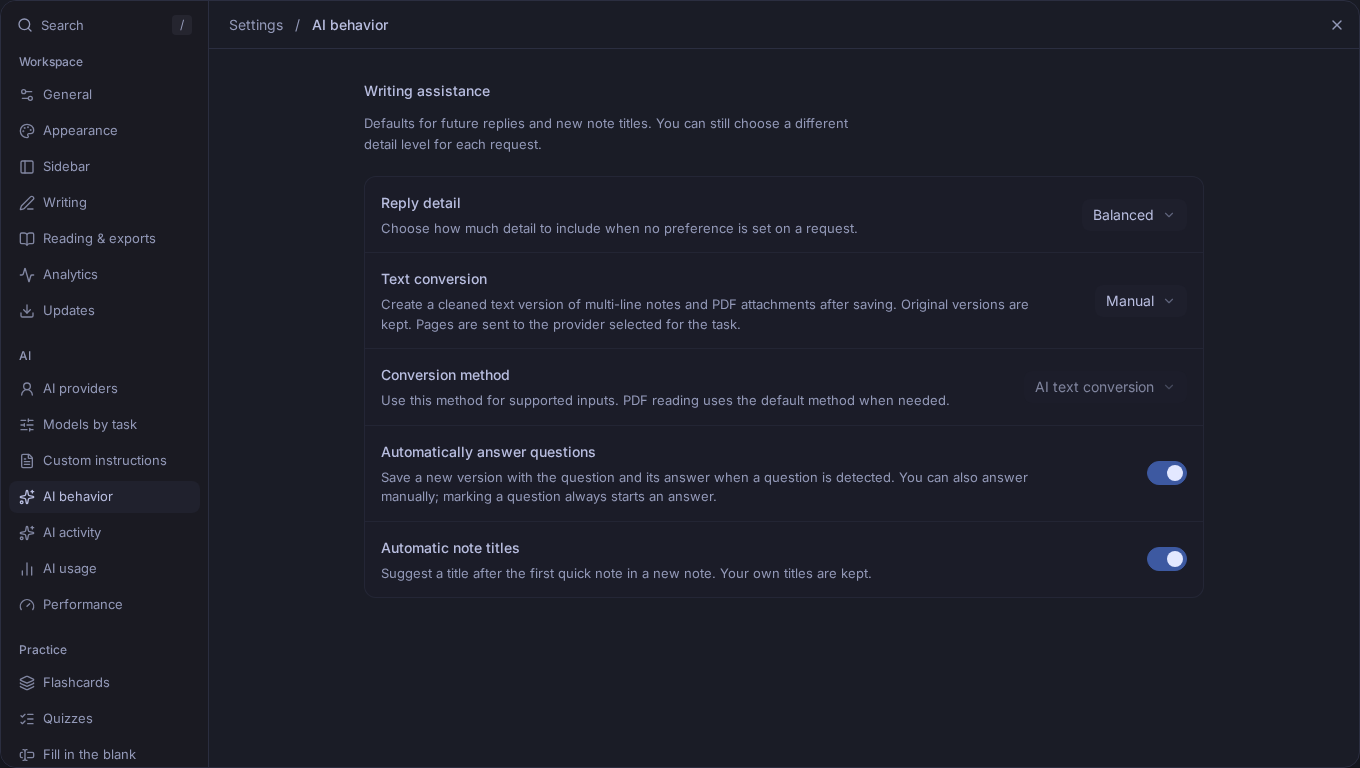 Search /
Workspace
General
Appearance
Sidebar
Writing
Reading & exports
Analytics
Updates
AI
AI providers
Models by task
Custom instructions
AI behavior
AI activity
AI usage
Performance
Practice
Flashcards
Quizzes
Fill in the blank
Settings / AI behavior
Writing assistance
Defaults for future replies and new note titles. You can still choose a different
detail level for each request.
Reply detail
Choose how much detail to include when no preference is set on a request.
Balanced
Text conversion
Create a cleaned text version of multi-line notes and PDF attachments after saving. Original versions are
kept. Pages are sent to the provider selected for the task.
Manual
Conversion method
Use this method for supported inputs. PDF reading uses the default method when needed.
AI text conversion
Automatically answer questions
Save a new version with the question and its answer when a question is detected. You can also answer
manually; marking a question always starts an answer.
Automatic note titles
Suggest a title after the first quick note in a new note. Your own titles are kept.